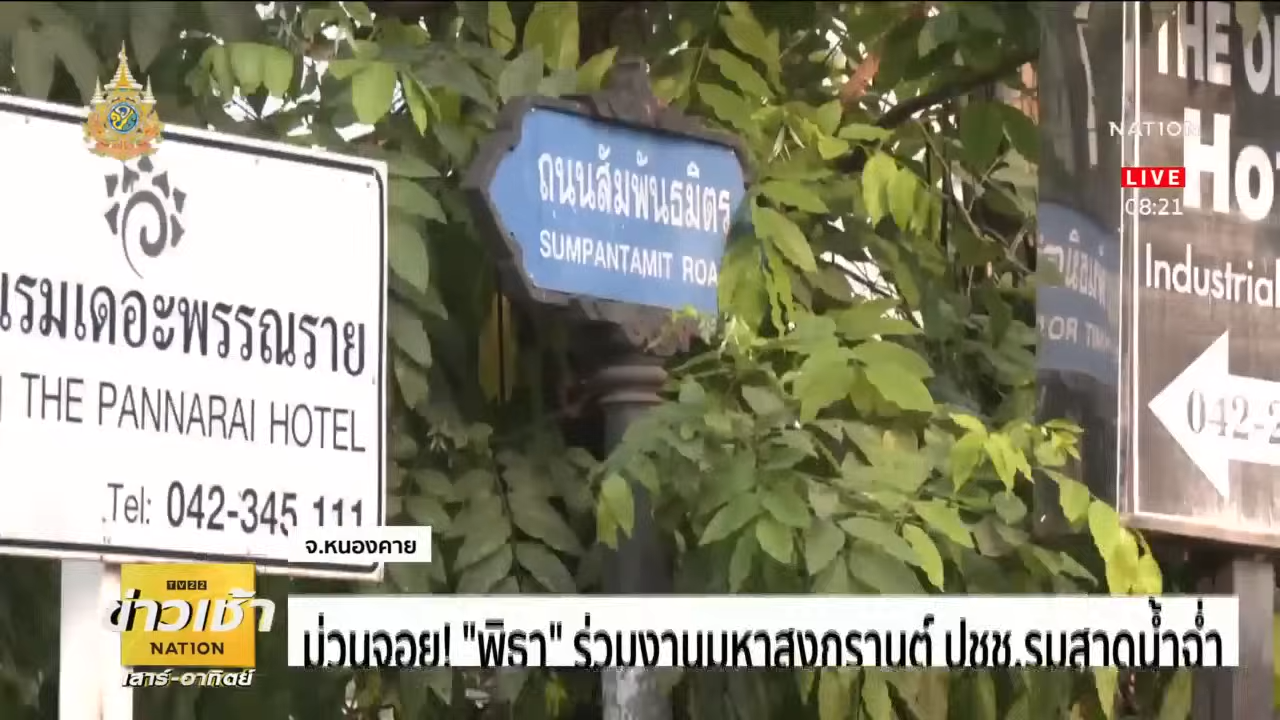 แรมเดอะพรรณราย
THE PANNARAI HOTEL
Tel: 042-345 111
ถนนสัมพันธมิตร
SUMPANTAMIT ROA
THE O
Ho
Industrial
042-2
NATION
LIVE
08:21
จ.หนองคาย
TV22
ข่าวเช้า
NATION
เสาร์-อาทิตย์
ม่วนจอย! "พิธา" ร่วมงานมหาสงกรานต์ ปชช.รุมสาดน้ำฉ่ำ